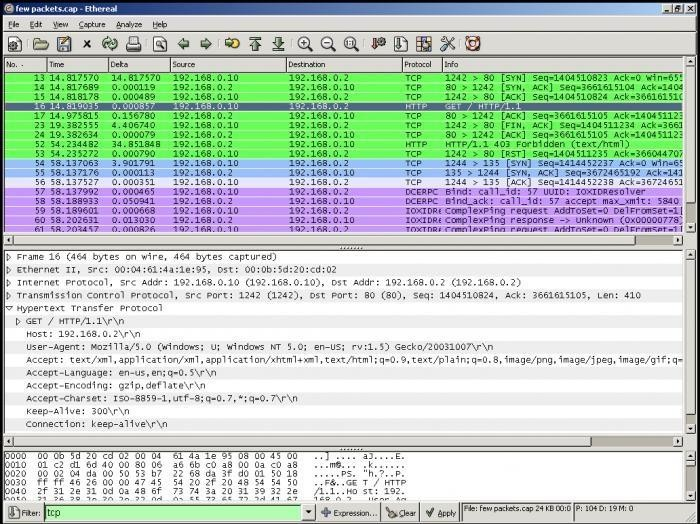 few packets.cap - Ethereal
File Edit View Capture Analyze Help
No. . Time Delta Source Destination Protocol Info
13 14.817570 14.817570 192.168.0.10 192.168.0.2 TCP 1242 > 80 [SYN] Seq=1404510823 Ack=0 Win=655
14 14.817689 0.000119 192.168.0.2 192.168.0.10 TCP 80 > 1242 [SYN, ACK] Seq=3661615104 Ack=1404
15 14.818178 0.000489 192.168.0.10 192.168.0.2 TCP 1242 > 80 [ACK] Seq=1404510824 Ack=3661615105
16 14.819035 0.000857 192.168.0.10 192.168.0.2 HTTP GET / HTTP/1.1
17 14.975815 0.156780 192.168.0.2 192.168.0.10 TCP 80 > 1242 [ACK] Seq=3661615105 Ack=1404511234
23 19.382555 4.406740 192.168.0.10 192.168.0.2 TCP 1242 > 80 [FIN, ACK] Seq=1404511234 Ack=3661
24 19.382634 0.000079 192.168.0.2 192.168.0.10 TCP 80 > 1242 [ACK] Seq=3661615105 Ack=1404511235
52 54.234482 34.851848 192.168.0.2 192.168.0.10 HTTP HTTP/1.1 403 Forbidden (text/html)
53 54.235272 0.000790 192.168.0.10 192.168.0.2 TCP 1242 > 80 [RST] Seq=1404511235 Ack=366044707
54 58.137063 3.901791 192.168.0.10 192.168.0.2 TCP 1244 > 135 [SYN] Seq=1414452237 Ack=0 Win=65
55 58.137176 0.000113 192.168.0.2 192.168.0.10 TCP 135 > 1244 [SYN, ACK] Seq=3672465192 Ack=141
56 58.137527 0.000351 192.168.0.10 192.168.0.2 TCP 1244 > 135 [ACK] Seq=1414452238 Ack=36724651
57 58.137992 0.000465 192.168.0.10 192.168.0.2 DCERPC Bind: call_id: 57 UUID: IOXIDResolver
58 58.188933 0.050941 192.168.0.2 192.168.0.10 DCERPC Bind_ack: call_id: 57 accept max_xmit: 5840
59 58.189601 0.000668 192.168.0.10 192.168.0.2 IOXIDRe ComplexPing request AddToSet=0 DelFromSet=1
60 58.202631 0.013030 192.168.0.2 192.168.0.10 IOXIDRe ComplexPing response -> Unknown (0x00000778)
61 58.203457 0.000826 192.168.0.10 192.168.0.2 IOXIDRe ComplexPing request AddToSet=0 DelFromSet=1
Frame 16 (464 bytes on wire, 464 bytes captured)
Ethernet II, Src: 00:04:61:4a:1e:95, Dst: 00:0b:5d:20:cd:02
Internet Protocol, Src Addr: 192.168.0.10 (192.168.0.10), Dst Addr: 192.168.0.2 (192.168.0.2)
Transmission Control Protocol, Src Port: 1242 (1242), Dst Port: 80 (80), Seq: 1404510824, Ack: 3661615105, Len: 410
Hypertext Transfer Protocol
GET / HTTP/1.1\r\n
Host: 192.168.0.2\r\n
User-Agent: Mozilla/5.0 (Windows; U; Windows NT 5.0; en-US; rv:1.5) Gecko/20031007\r\n
Accept: text/xml,application/xml,application/xhtml+xml,text/html;q=0.9,text/plain;q=0.8,image/png,image/jpeg,image/gif;q=
Accept-Language: en-us,en;q=0.5\r\n
Accept-Encoding: gzip,deflate\r\n
Accept-Charset: ISO-8859-1,utf-8;q=0.7,*;q=0.7\r\n
Keep-Alive: 300\r\n
Connection: keep-alive\r\n
0000 00 0b 5d 20 cd 02 00 04 61 4a 1e 95 08 00 45 00 ..] .... aJ....E.
0010 01 c2 d1 6d 40 00 80 06 a6 6b c0 a8 00 0a c0 a8 ...m@... .k......
0020 00 02 04 da 00 50 53 b7 22 68 da 3f d0 01 50 18 .....PS. "h.?..P.
0030 ff ff 46 26 00 00 47 45 54 20 2f 20 48 54 54 50 ..F&..GE T / HTTP
0040 2f 31 2e 31 0d 0a 48 6f 73 74 3a 20 31 39 32 2e /1.1..Ho st: 192.
Filter: tcp Expression... Clear Apply File: few packets.cap 24 KB 00:0 P: 104 D: 19 M: 0